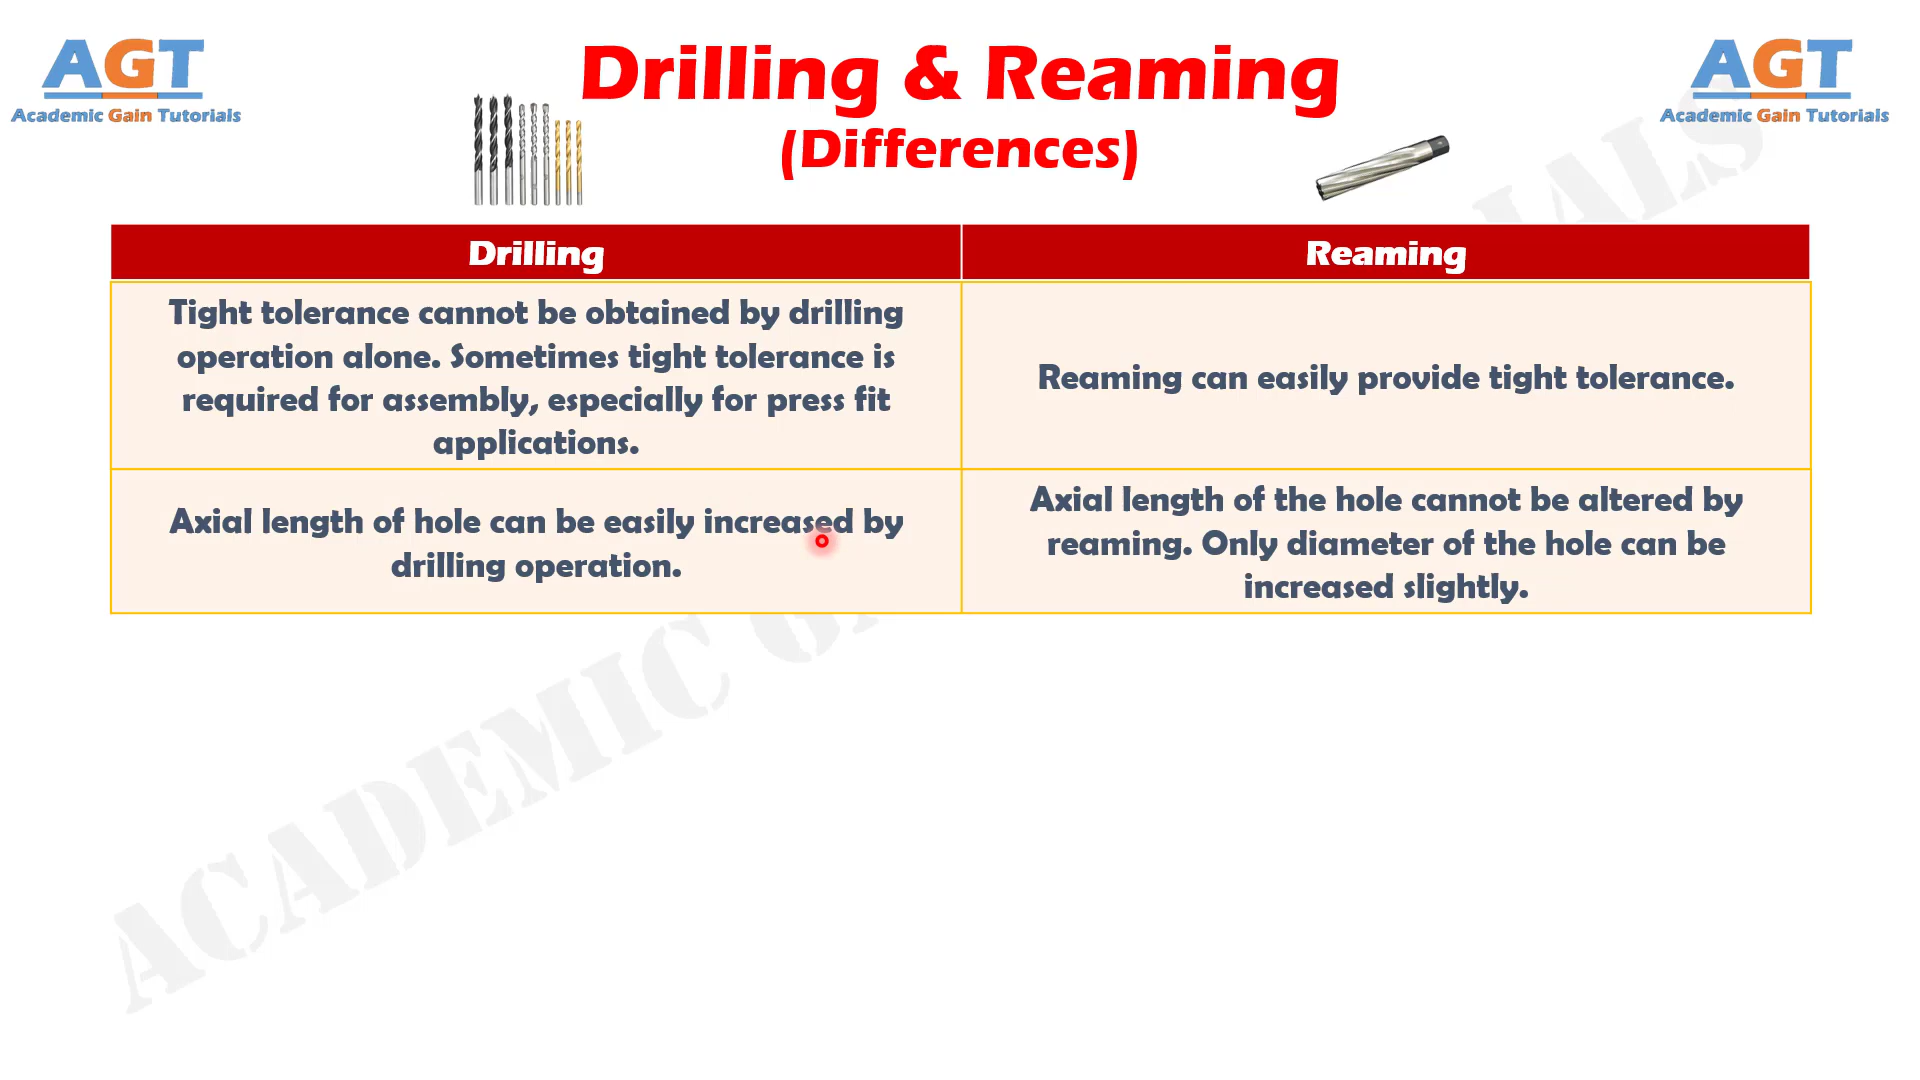 AGT
Academic Gain Tutorials
Drilling & Reaming
(Differences)
AGT
Academic Gain Tutorials
Drilling
Reaming
Tight tolerance cannot be obtained by drilling
operation alone. Sometimes tight tolerance is
required for assembly, especially for press fit
applications.
Reaming can easily provide tight tolerance.
Axial length of hole can be easily increased by
drilling operation.
Axial length of the hole cannot be altered by
reaming. Only diameter of the hole can be
increased slightly.
ACADEMIC